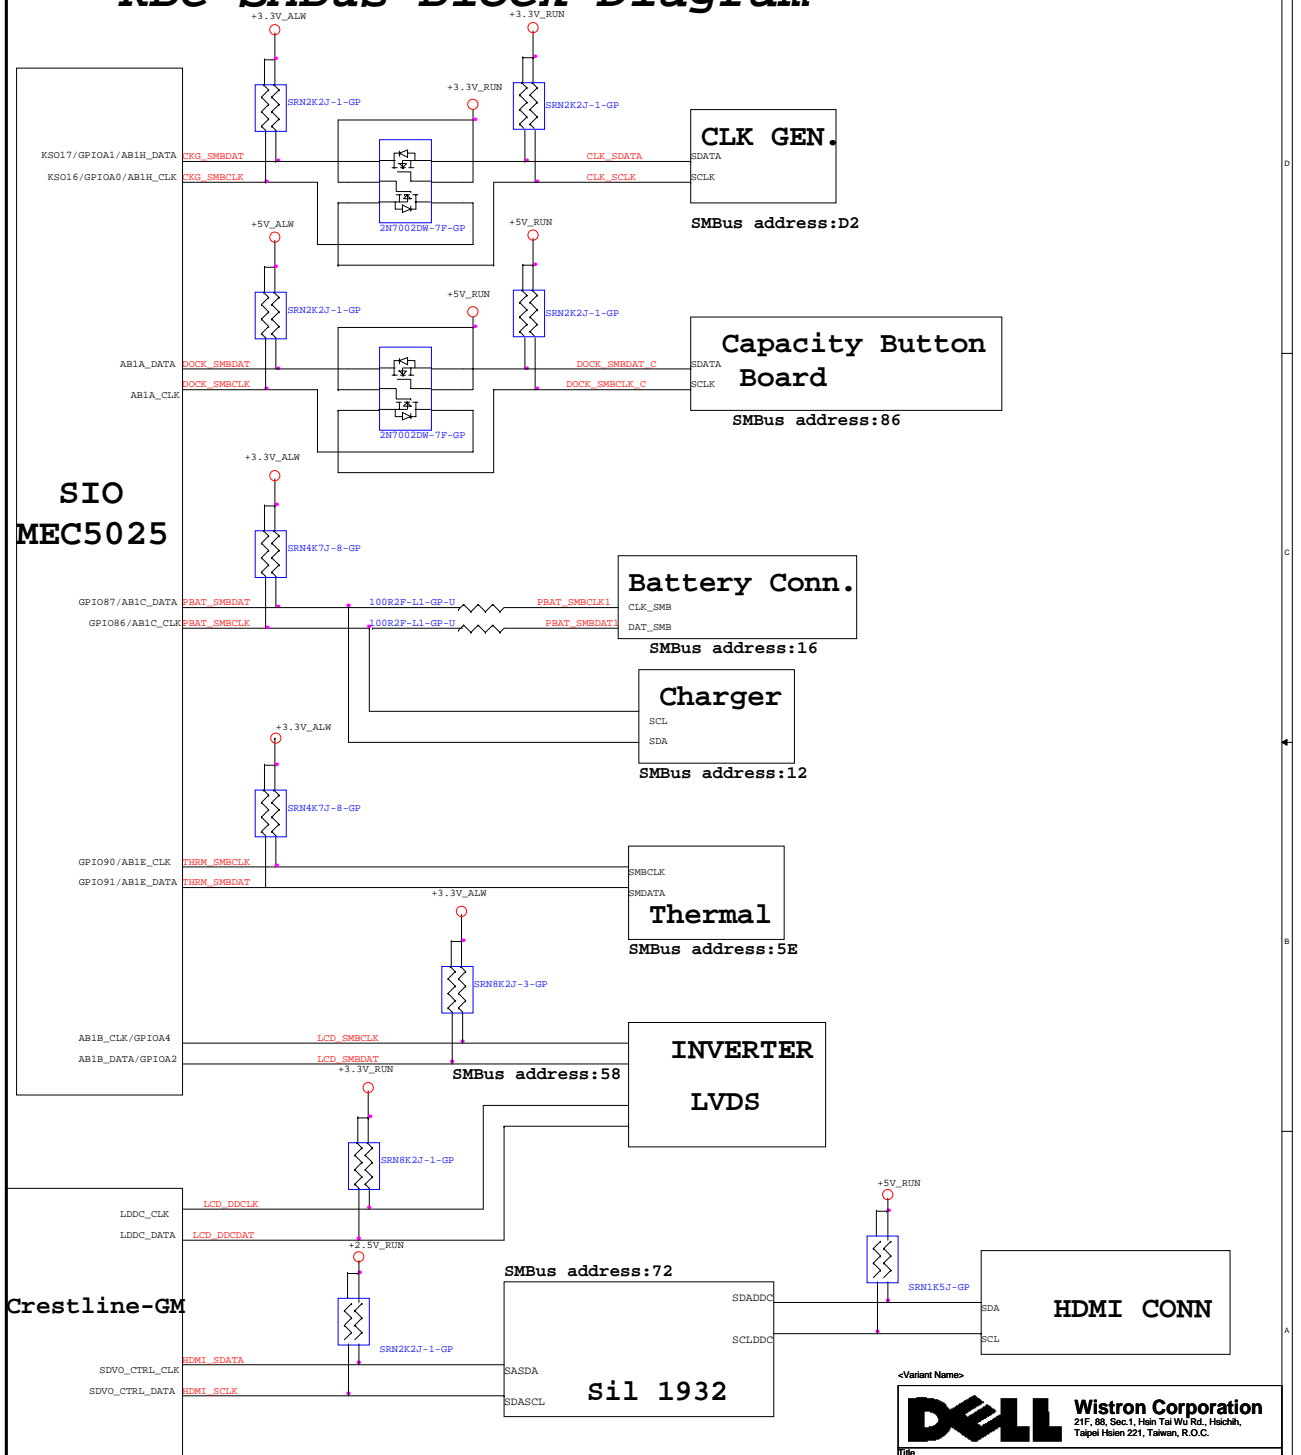 KBC SMBus Block Diagram
+3.3V_ALW
+3.3V_RUN
SRN2K2J-1-GP
+3.3V_RUN
SRN2K2J-1-GP
CLK GEN.
KSO17/GPIOA1/AB1H_DATA
CKG_SMBDAT
CLK_SDATA
SDATA
KSO16/GPIOA0/AB1H_CLK
CKG_SMBCLK
CLK_SCLK
SCLK
2N7002DW-7F-GP
SMBus address:D2
+5V_ALW
+5V_RUN
SRN2K2J-1-GP
+5V_RUN
SRN2K2J-1-GP
Capacity Button
Board
AB1A_DATA
DOCK_SMBDAT
DOCK_SMBDAT_C
SDATA
AB1A_CLK
DOCK_SMBCLK
DOCK_SMBCLK_C
SCLK
2N7002DW-7F-GP
SMBus address:86
+3.3V_ALW
SIO
MEC5025
SRN4K7J-8-GP
Battery Conn.
GPIO87/AB1C_DATA
PBAT_SMBDAT
100R2F-L1-GP-U
PBAT_SMBCLK1
CLK_SMB
GPIO86/AB1C_CLK
PBAT_SMBCLK
100R2F-L1-GP-U
PBAT_SMBDAT1
DAT_SMB
SMBus address:16
Charger
SCL
SDA
SMBus address:12
+3.3V_ALW
SRN4K7J-8-GP
GPIO90/AB1E_CLK
THRM_SMBCLK
SMBCLK
GPIO91/AB1E_DATA
THRM_SMBDAT
SMDATA
Thermal
SMBus address:5E
+3.3V_ALW
SRN8K2J-3-GP
AB1B_CLK/GPIOA4
LCD_SMBCLK
AB1B_DATA/GPIOA2
LCD_SMBDAT
INVERTER
LVDS
SMBus address:58
+3.3V_RUN
SRN8K2J-1-GP
LDDC_CLK
LCD_DDCLK
LDDC_DATA
LCD_DDCDAT
+2.5V_RUN
+5V_RUN
SMBus address:72
Crestline-GM
SRN2K2J-1-GP
SDADDC
SCLDDC
SRN1K5J-GP
SDA
SCL
HDMI CONN
SDVO_CTRL_CLK
HDMI_SDATA
SASDA
SDVO_CTRL_DATA
HDMI_SCLK
SDASCL
Sil 1932
<Variant Name>
DELL
Wistron Corporation
21F, 88, Sec.1, Hsin Tai Wu Rd., Hsichih,
Taipei Hsien 221, Taiwan, R.O.C.
Title
D
C
B
A